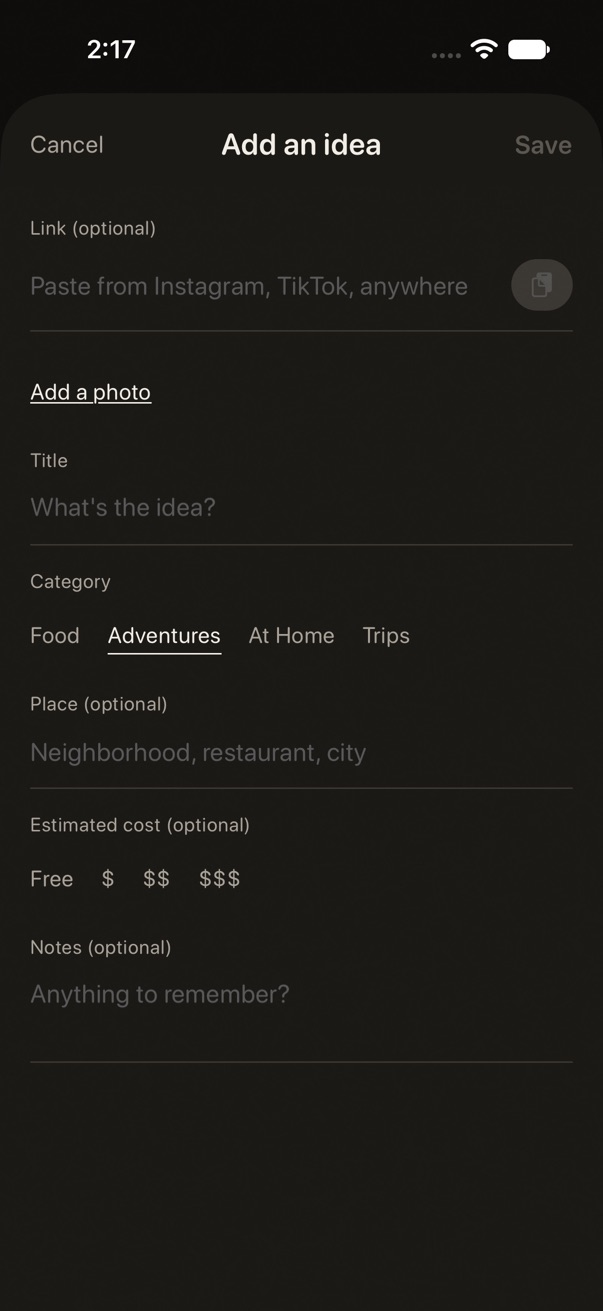 2:17
Cancel Add an idea Save
Link (optional)
Paste from Instagram, TikTok, anywhere
Add a photo
Title
What's the idea?
Category
Food Adventures At Home Trips
Place (optional)
Neighborhood, restaurant, city
Estimated cost (optional)
Free $ $$ $$$
Notes (optional)
Anything to remember?